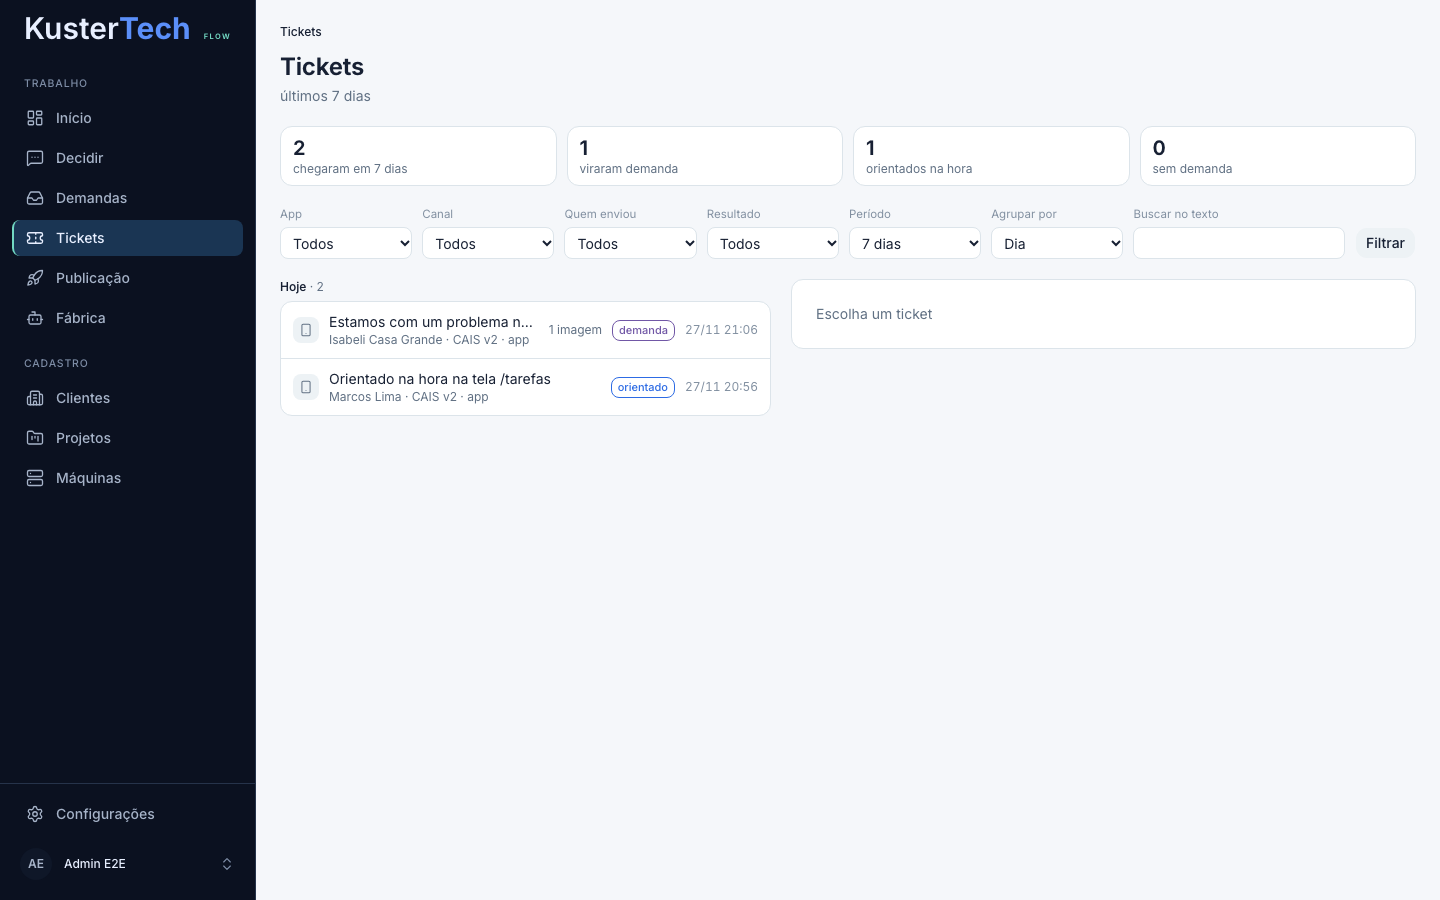 KusterTech FLOW
TRABALHO
Início
Decidir
Demandas
Tickets
Publicação
Fábrica
CADASTRO
Clientes
Projetos
Máquinas
Configurações
AE Admin E2E
Tickets
Tickets
últimos 7 dias
2
chegaram em 7 dias
1
viraram demanda
1
orientados na hora
0
sem demanda
App
Todos
Canal
Todos
Quem enviou
Todos
Resultado
Todos
Período
7 dias
Agrupar por
Dia
Buscar no texto
Filtrar
Hoje · 2
Estamos com um problema n... 1 imagem demanda 27/11 21:06
Isabeli Casa Grande · CAIS v2 · app
Orientado na hora na tela /tarefas orientado 27/11 20:56
Marcos Lima · CAIS v2 · app
Escolha um ticket